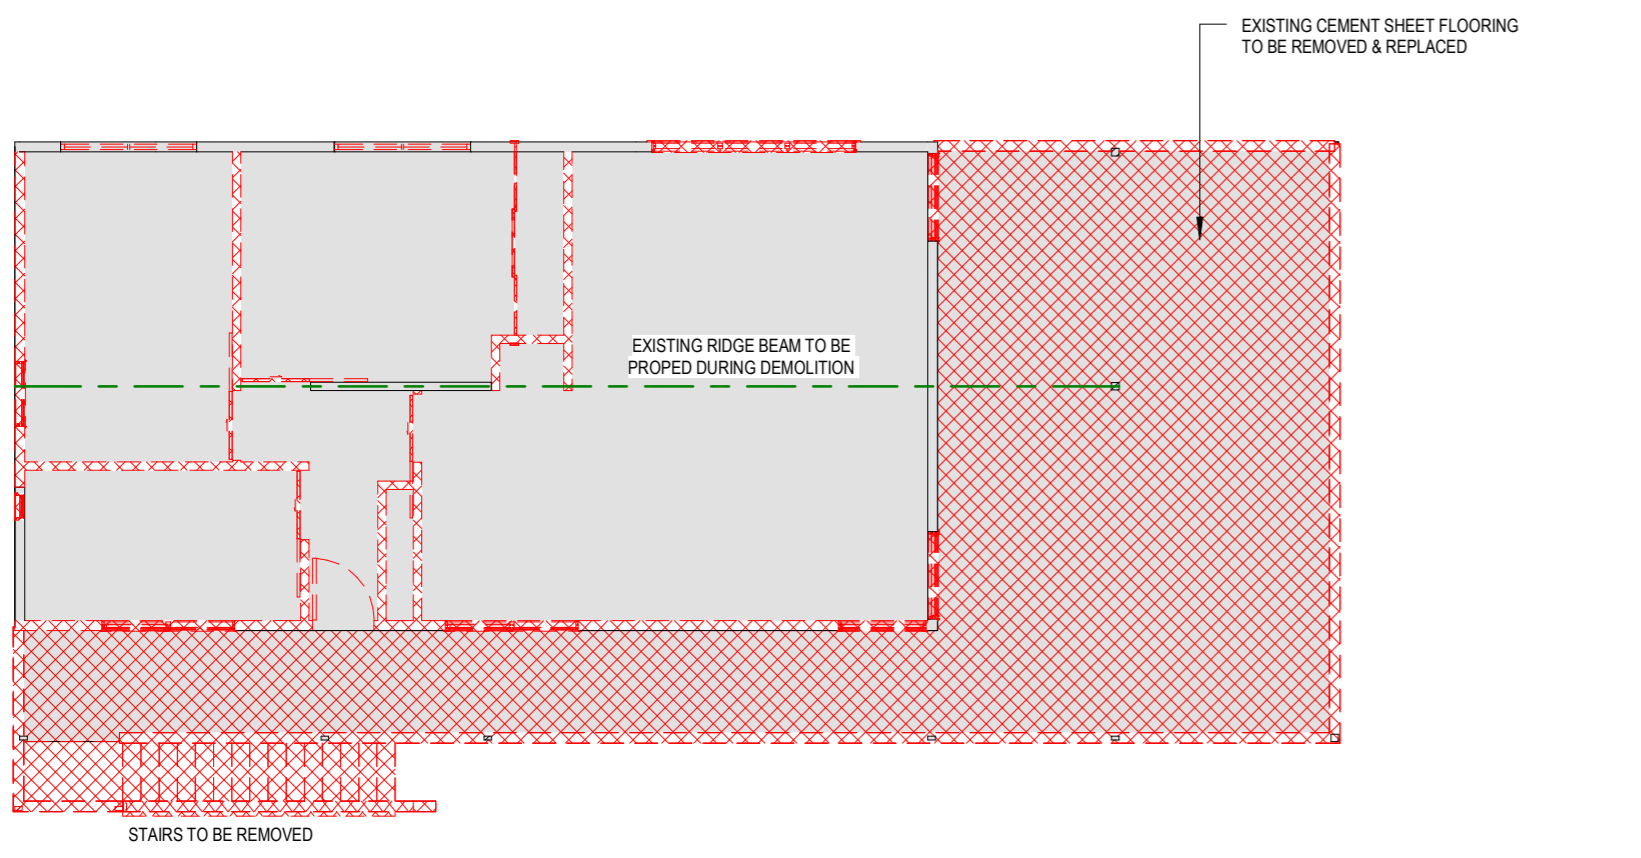 EXISTING CEMENT SHEET FLOORING
TO BE REMOVED & REPLACED
EXISTING RIDGE BEAM TO BE
PROPED DURING DEMOLITION
STAIRS TO BE REMOVED